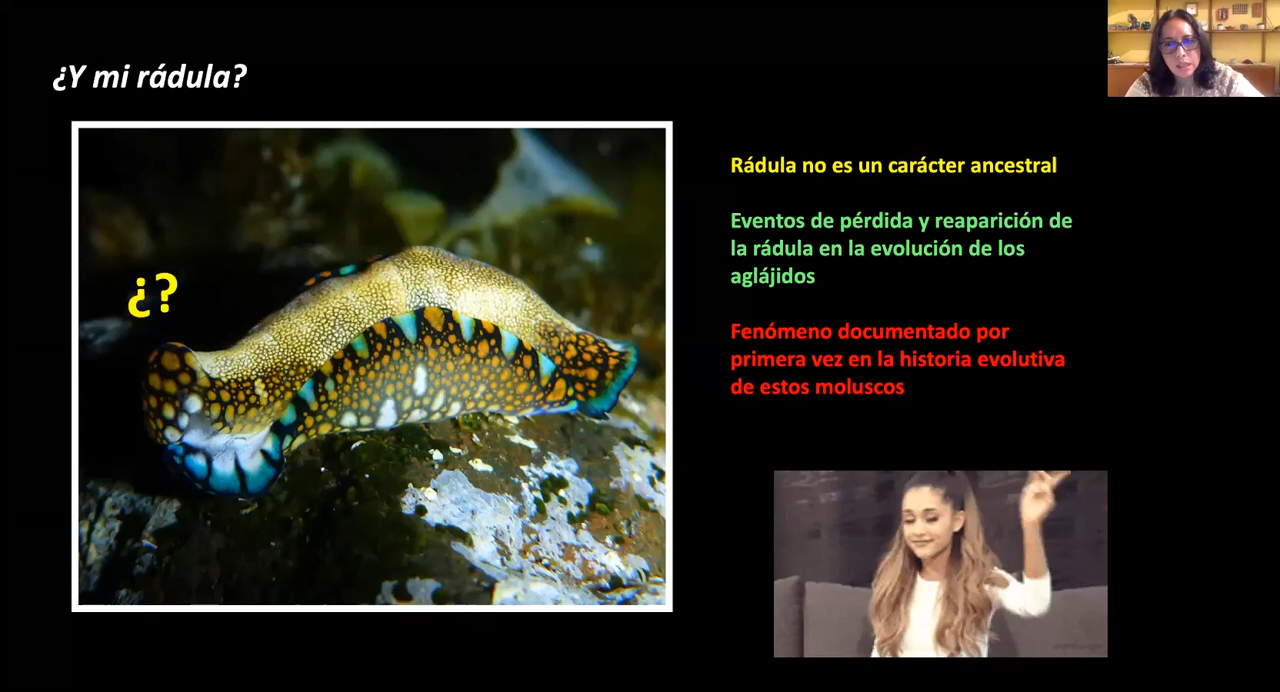 ¿Y mi rádula?
¿?
Rádula no es un carácter ancestral
Eventos de pérdida y reaparición de
la rádula en la evolución de los
aglájidos
Fenómeno documentado por
primera vez en la historia evolutiva
de estos moluscos